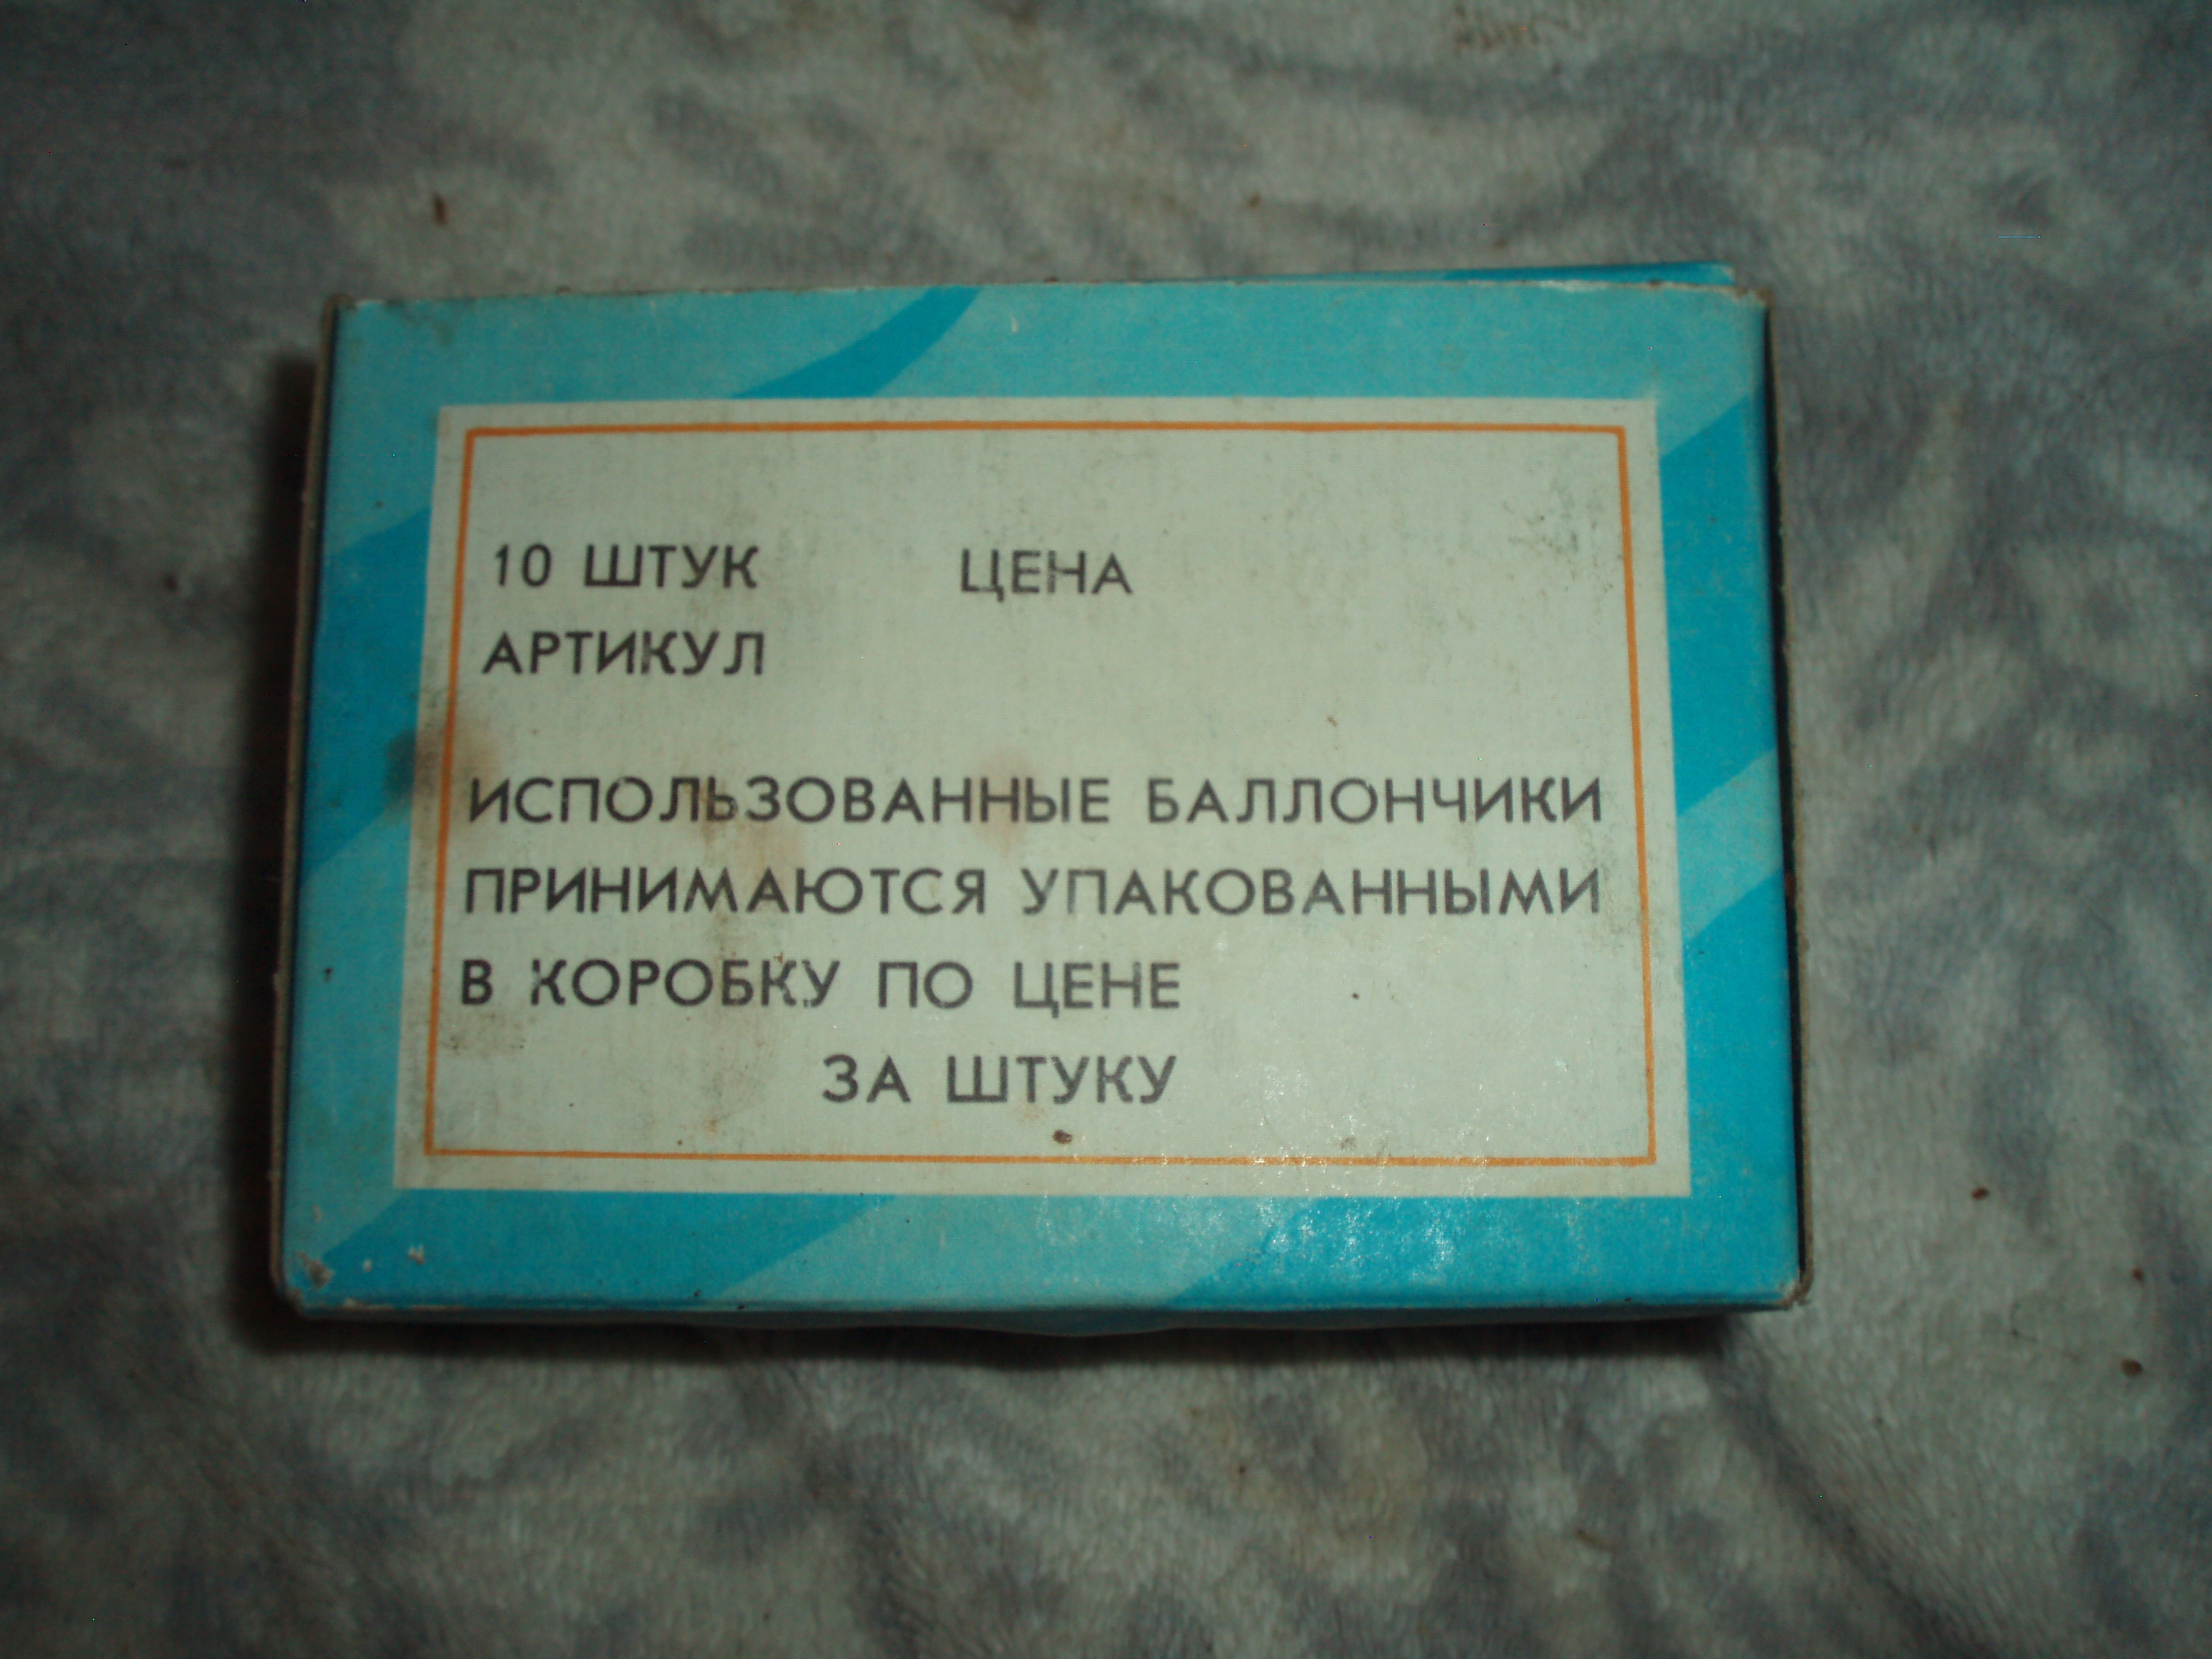 10 ШТУК ЦЕНА
АРТИКУЛ
ИСПОЛЬЗОВАННЫЕ БАЛЛОНЧИКИ
ПРИНИМАЮТСЯ УПАКОВАННЫМИ
В КОРОБКУ ПО ЦЕНЕ
ЗА ШТУКУ